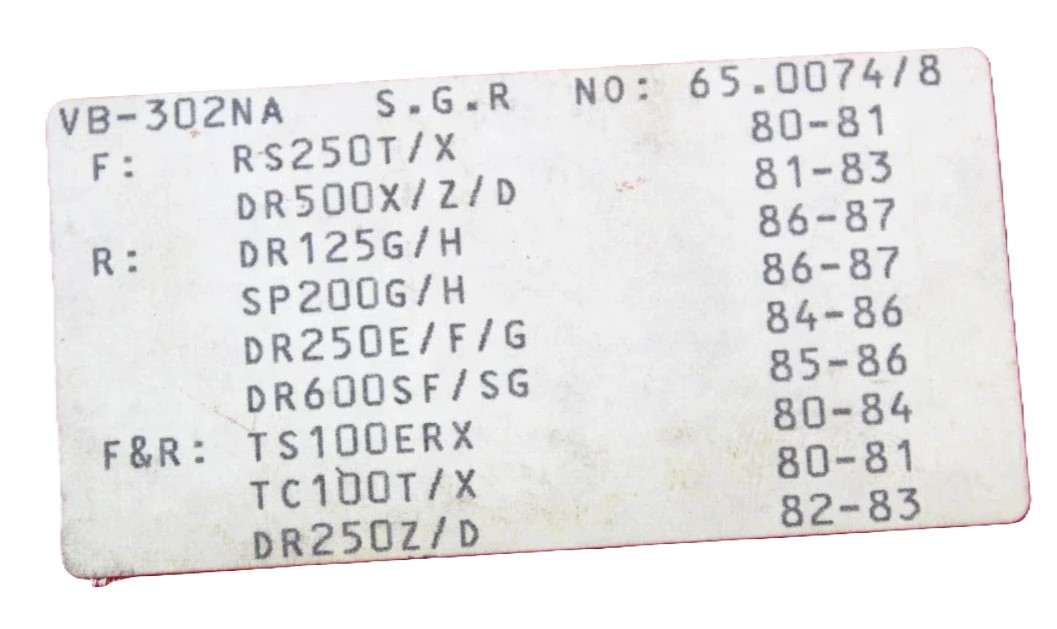 VB-302NA S.G.R NO: 65.0074/8
F: RS250T/X 80-81
DR500X/Z/D 81-83
R: DR125G/H 86-87
SP200G/H 86-87
DR250E/F/G 84-86
DR600SF/SG 85-86
F&R: TS100ERX 80-84
TC100T/X 80-81
DR250Z/D 82-83